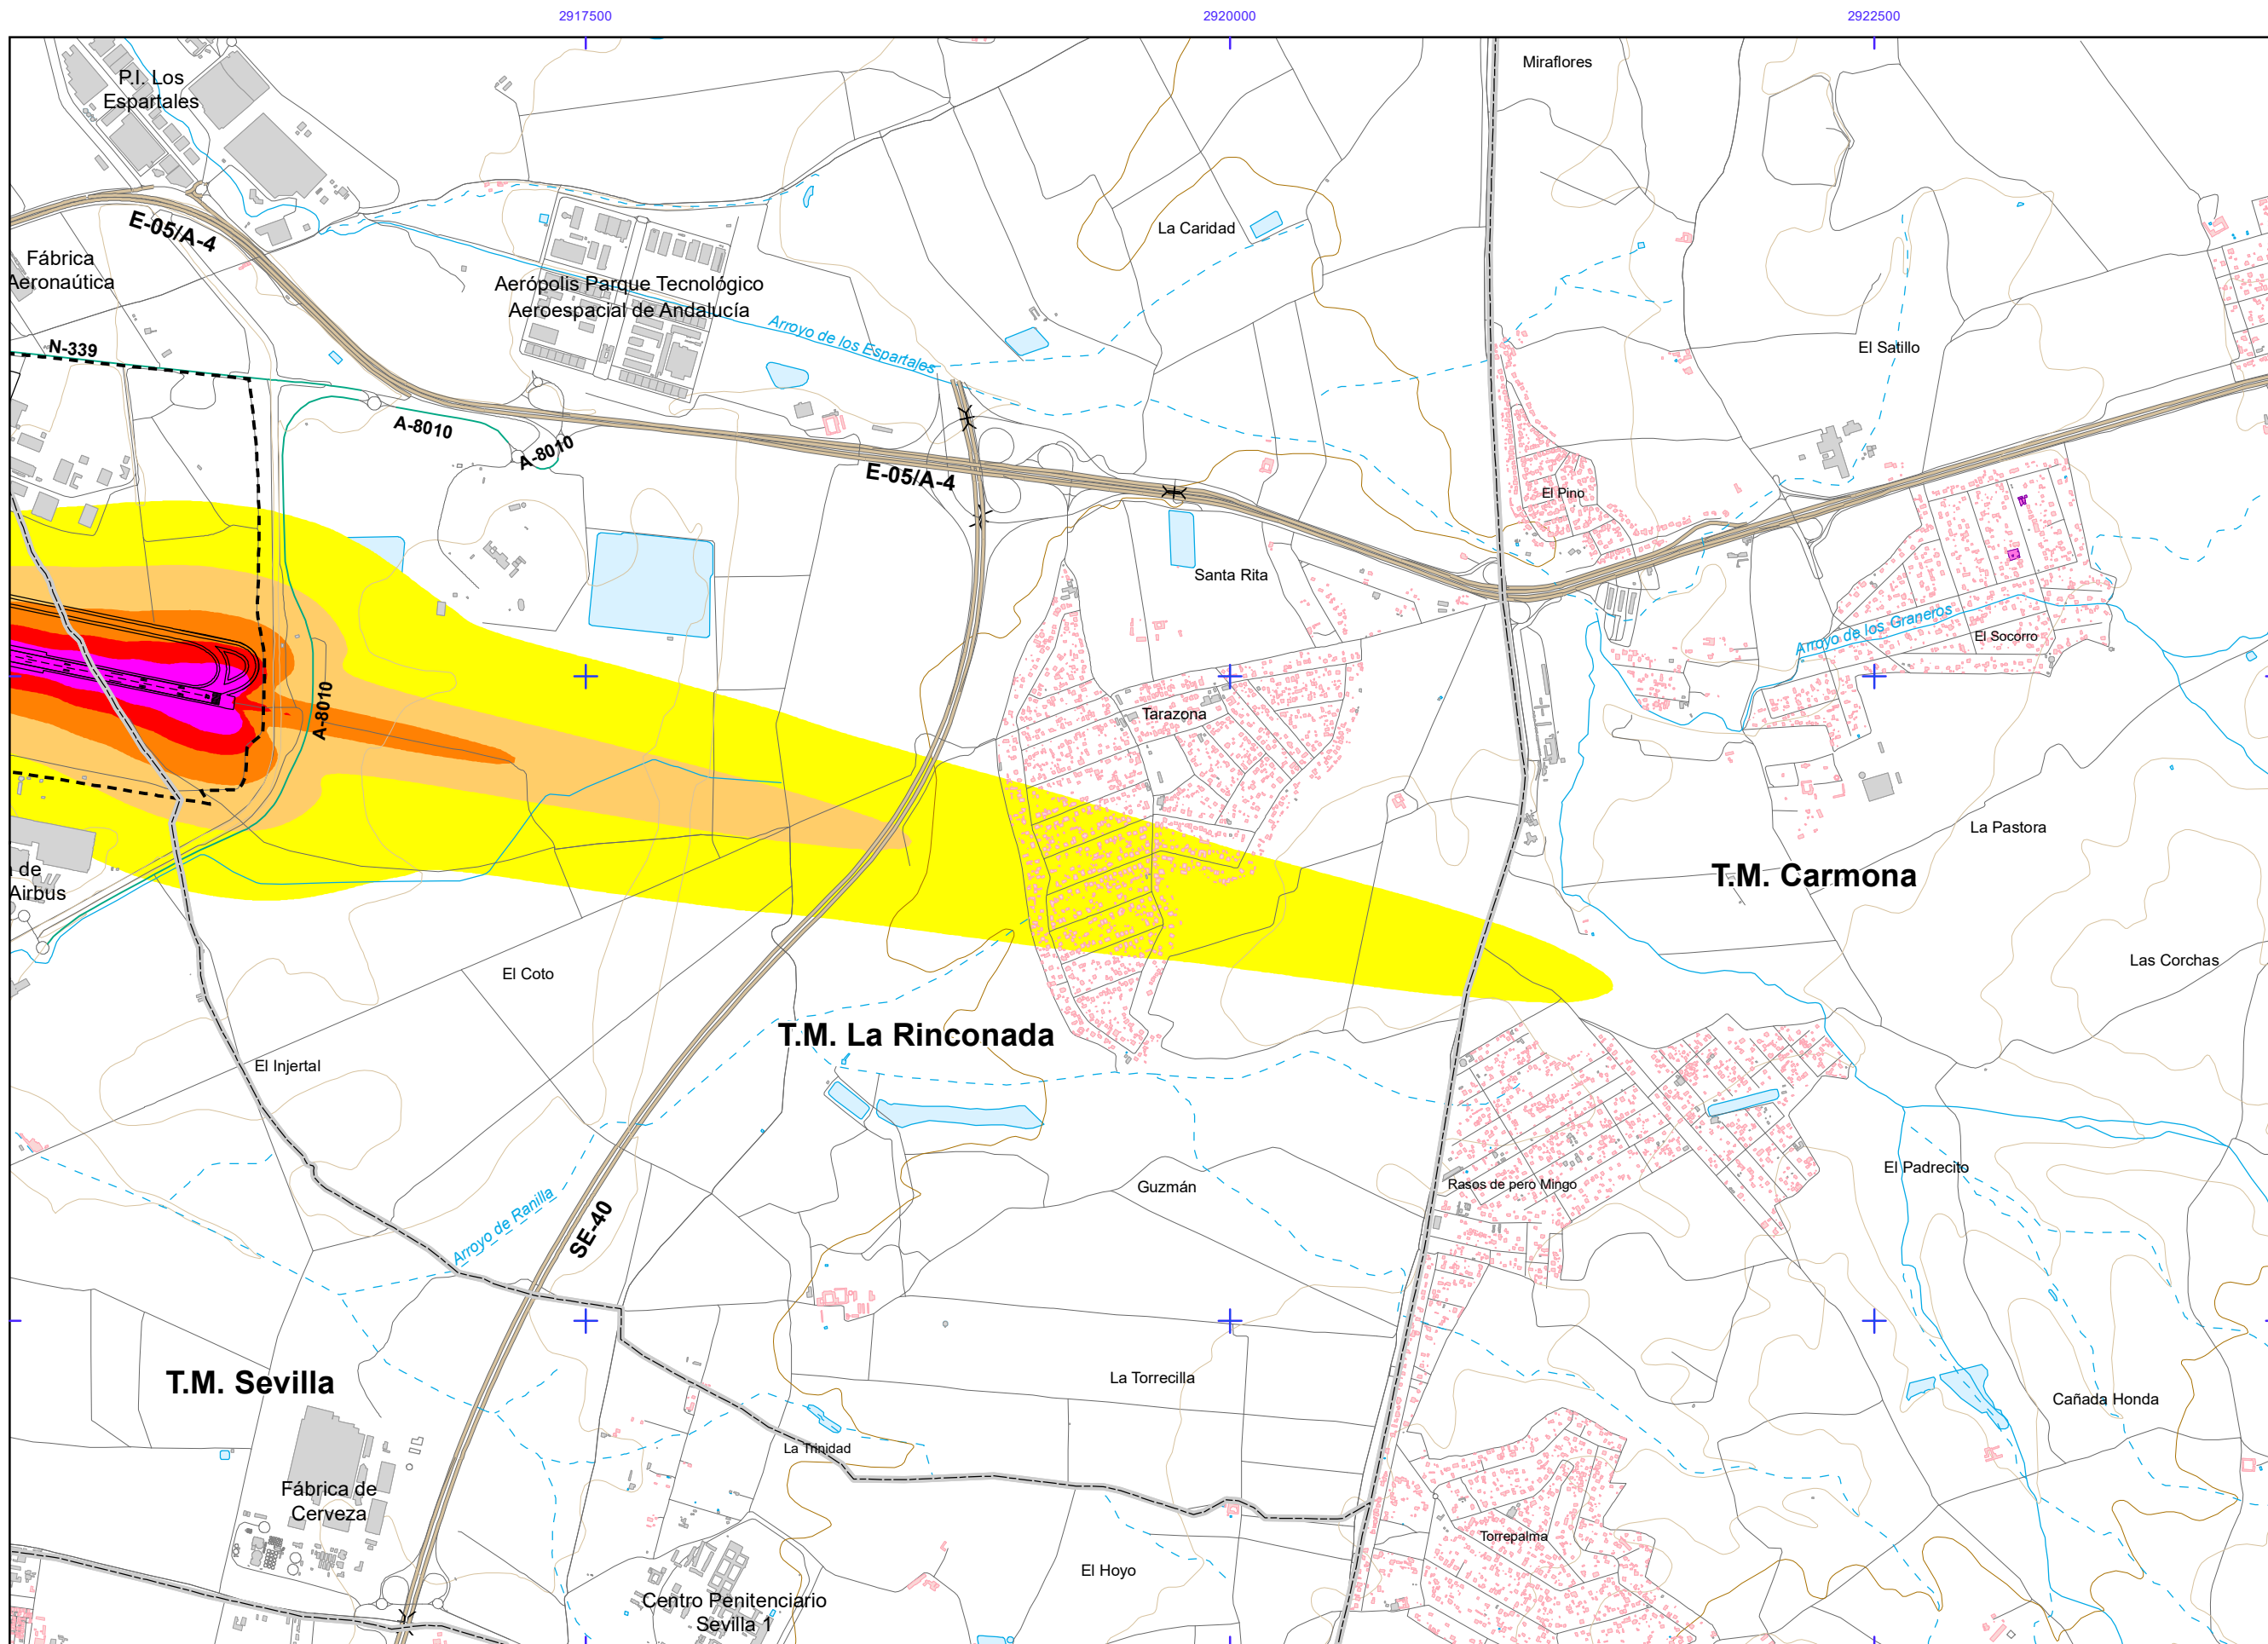 2917500
2920000
2922500
P.I. Los
Espartales
Miraflores
E-05/A-4
La Caridad
Fábrica
Aeronaútica
Aerópolis Parque Tecnológico
Aeroespacial de Andalucía
Arroyo de los Espartales
N-339
El Satillo
A-8010
A-8010
E-05/A-4
El Pino
Santa Rita
Arroyo de los Graneros
El Socorro
A-8010
Tarazona
La Pastora
de
Airbus
T.M. Carmona
Las Corchas
El Coto
T.M. La Rinconada
El Injertal
El Padrecito
Guzmán
Rasos de pero Mingo
Arroyo de Ranilla
SE-40
T.M. Sevilla
La Torrecilla
Cañada Honda
La Trinidad
Fábrica de
Cerveza
Torrepalma
El Hoyo
Centro Penitenciario
Sevilla 1